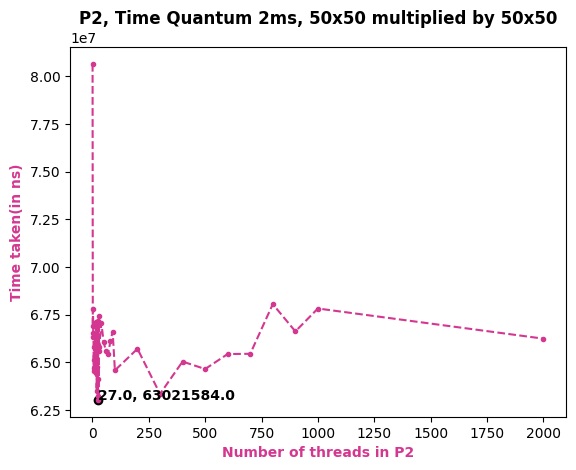 P2, Time Quantum 2ms, 50x50 multiplied by 50x50
1e7
8.00
7.75
7.50
7.25
7.00
6.75
6.50
6.25
Time taken(in ns)
27.0, 63021584.0
0 250 500 750 1000 1250 1500 1750 2000
Number of threads in P2